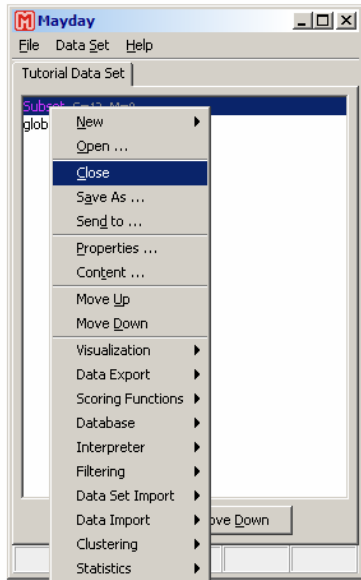 Mayday
File Data Set Help
Tutorial Data Set
Subset
glob
New
Open ...
Close
Save As ...
Send to ...
Properties ...
Content ...
Move Up
Move Down
Visualization
Data Export
Scoring Functions
Database
Interpreter
Filtering
Data Set Import
Data Import
ove Down
Clustering
Statistics